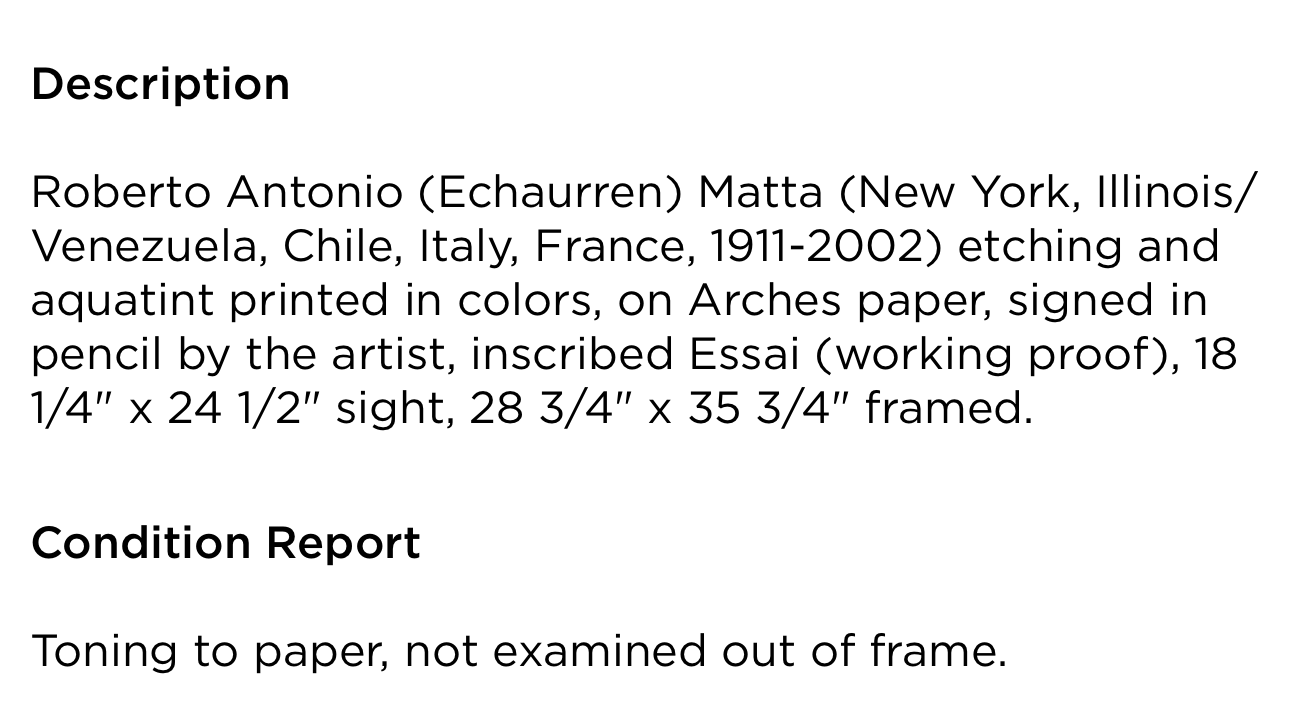 Description
Roberto Antonio (Echaurren) Matta (New York, Illinois/
Venezuela, Chile, Italy, France, 1911-2002) etching and
aquatint printed in colors, on Arches paper, signed in
pencil by the artist, inscribed Essai (working proof), 18
1/4" x 24 1/2" sight, 28 3/4" x 35 3/4" framed.
Condition Report
Toning to paper, not examined out of frame.